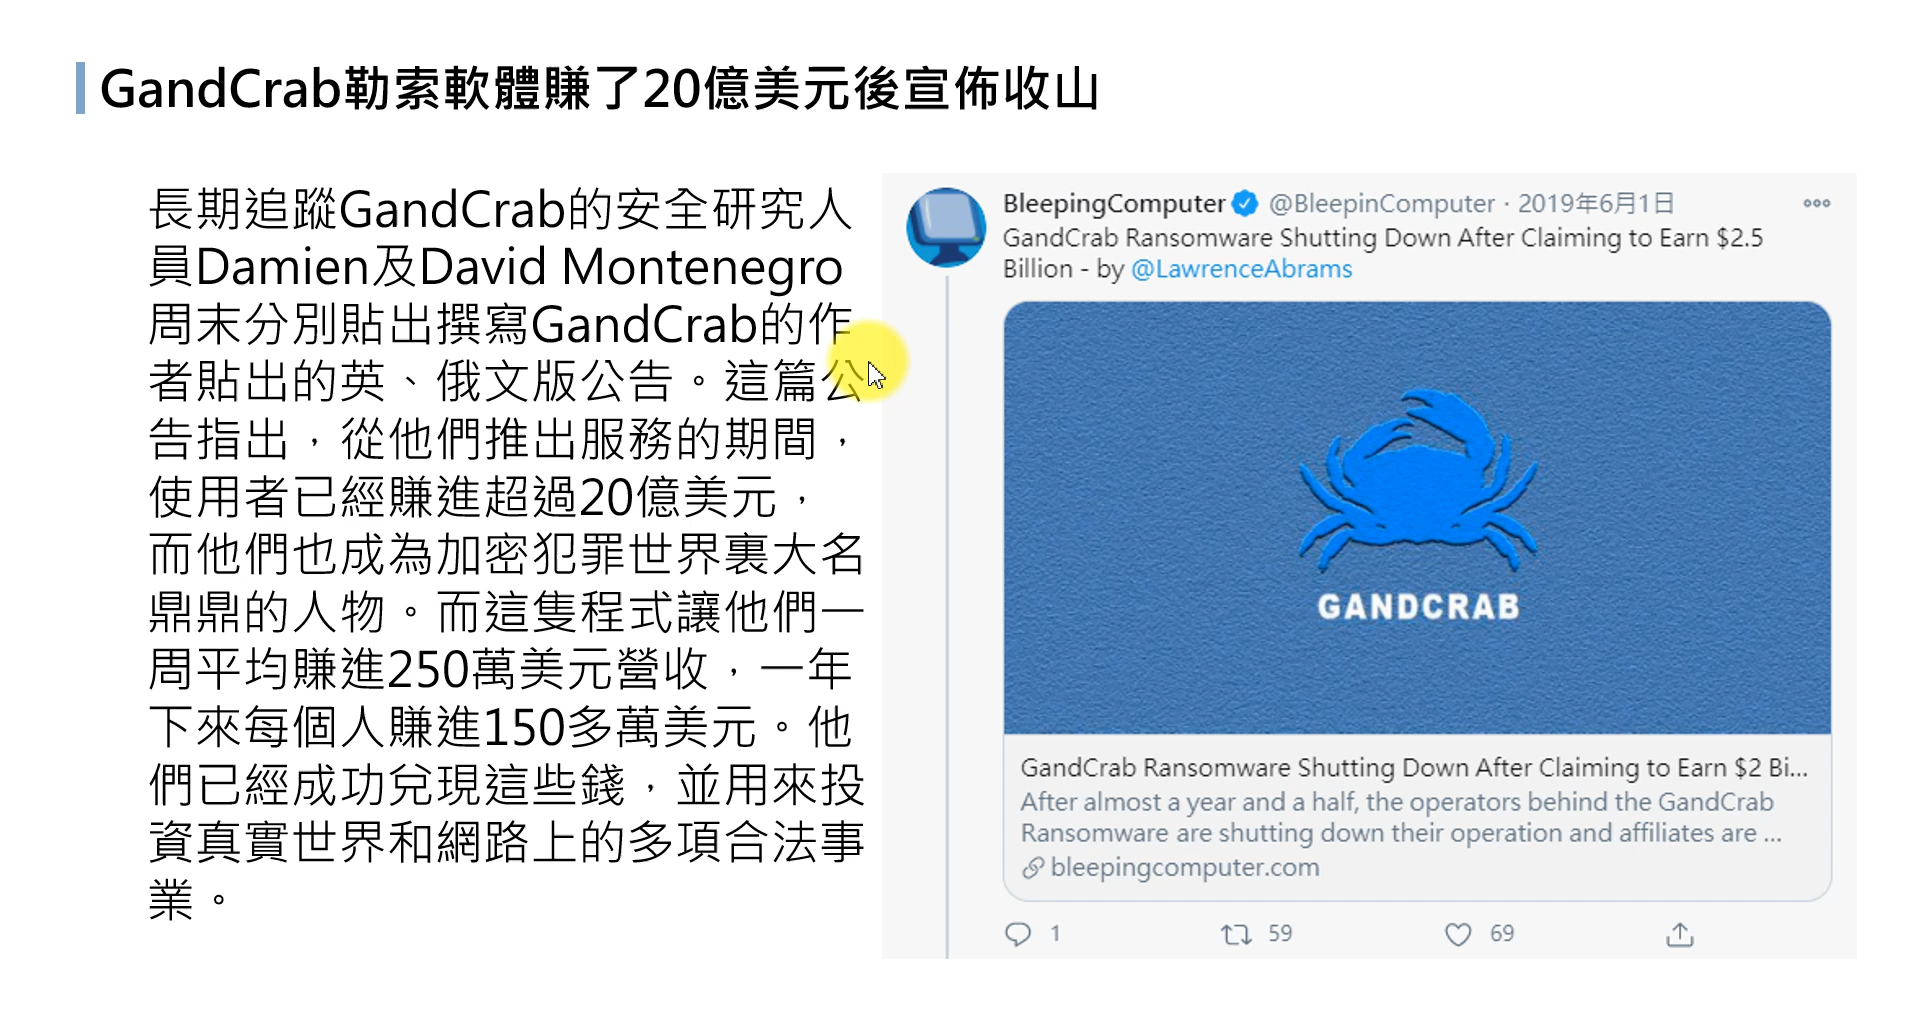 GandCrab勒索軟體賺了20億美元後宣佈收山
長期追蹤GandCrab的安全研究人
員Damien及David Montenegro
周末分別貼出撰寫GandCrab的作
者貼出的英、俄文版公告。這篇公
告指出，從他們推出服務的期間，
使用者已經賺進超過20億美元，
而他們也成為加密犯罪世界裏大名
鼎鼎的人物。而這隻程式讓他們一
周平均賺進250萬美元營收，一年
下來每個人賺進150多萬美元。他
們已經成功兌現這些錢，並用來投
資真實世界和網路上的多項合法事
業。
BleepingComputer @BleepinComputer · 2019年6月1日
GandCrab Ransomware Shutting Down After Claiming to Earn $2.5
Billion - by @LawrenceAbrams
GANDCRAB
GandCrab Ransomware Shutting Down After Claiming to Earn $2 Bi...
After almost a year and a half, the operators behind the GandCrab
Ransomware are shutting down their operation and affiliates are ...
bleepingcomputer.com
1 59 69